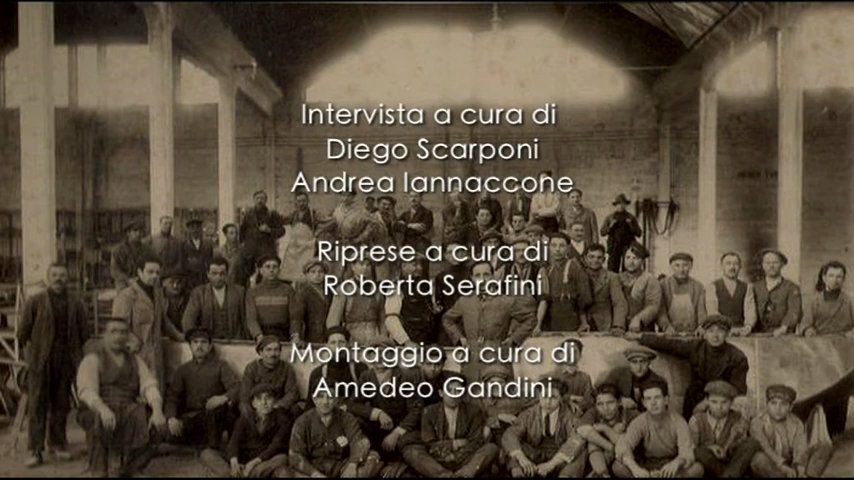 Intervista a cura di
Diego Scarponi
Andrea Iannaccone
Riprese a cura di
Roberta Serafini
Montaggio a cura di
Amedeo Gandini